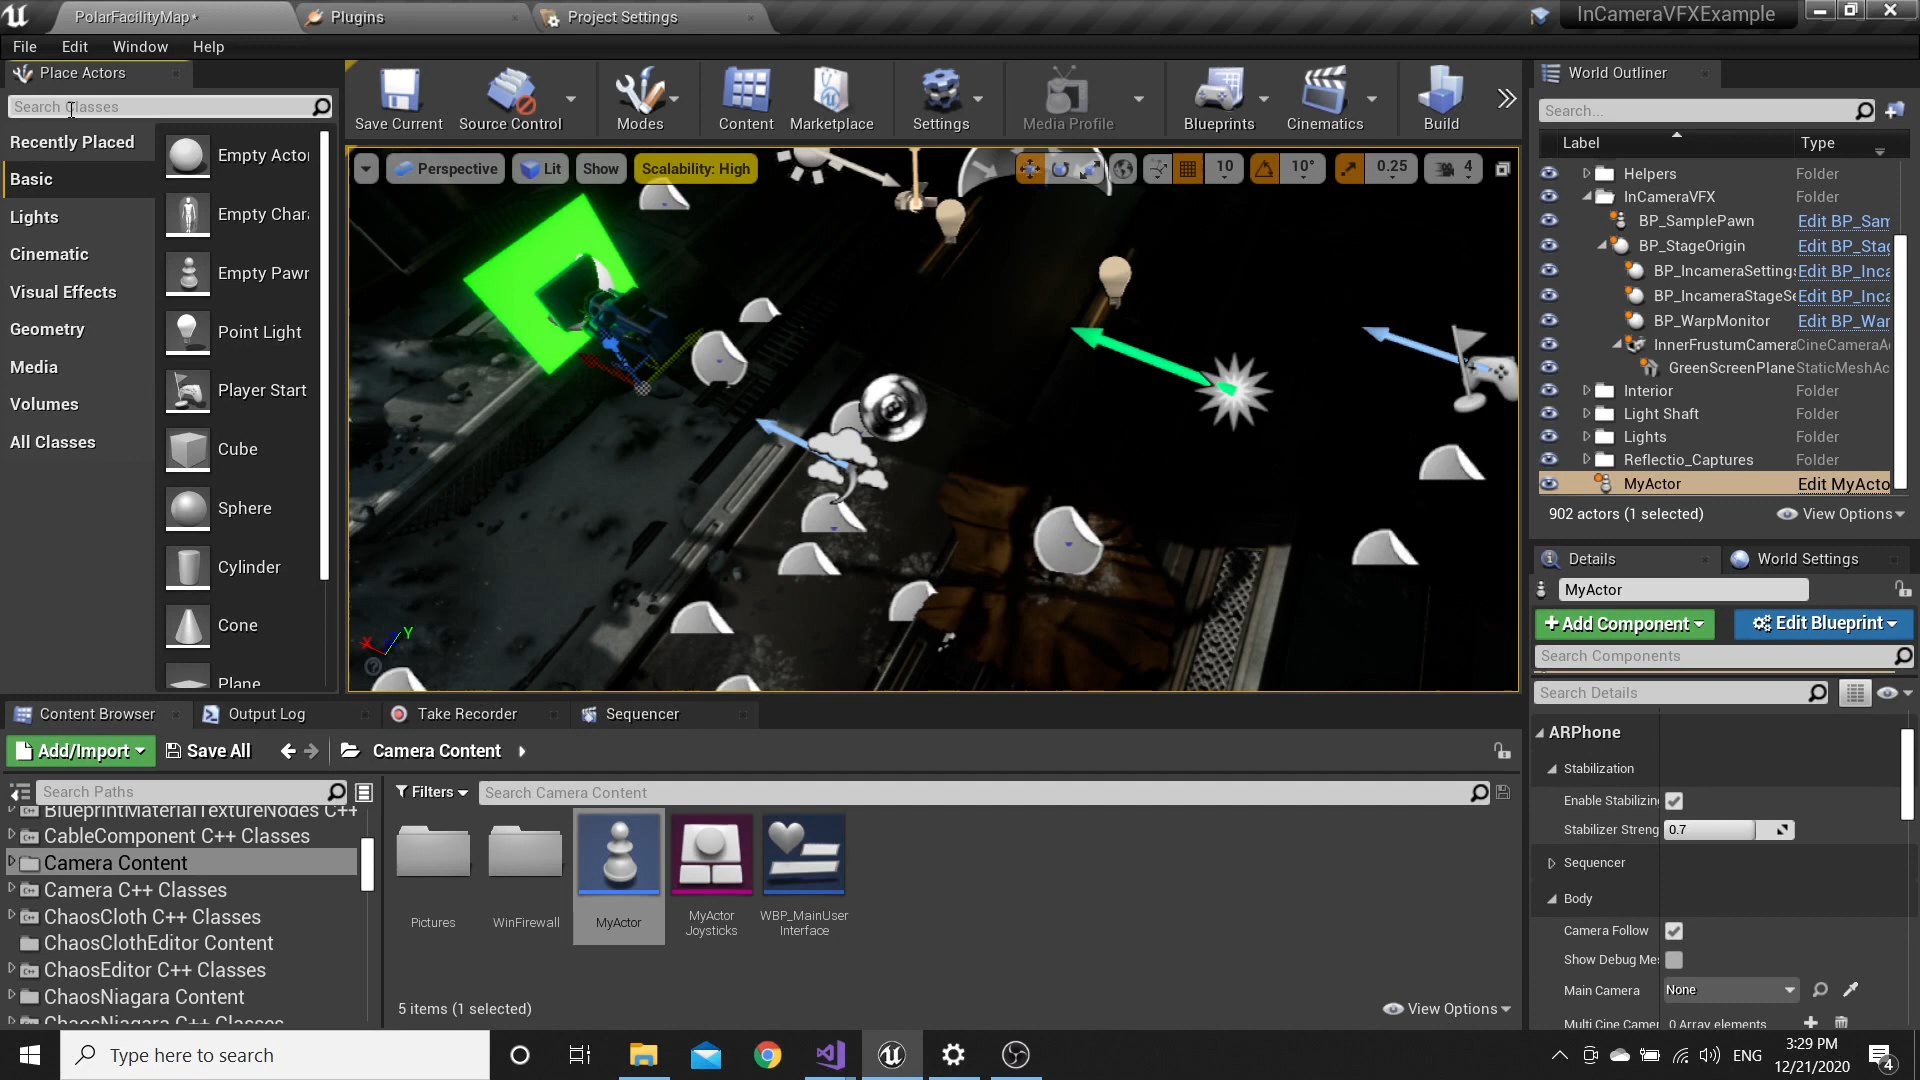 PolarFacilityMap*
Plugins
Project Settings
InCameraVFXExample
File Edit Window Help
Place Actors
Search Classes
Recently Placed
Basic
Lights
Cinematic
Visual Effects
Geometry
Media
Volumes
All Classes
Empty Actor
Empty Chara
Empty Pawn
Point Light
Player Start
Cube
Sphere
Cylinder
Cone
Plane
Save Current
Source Control
Modes
Content
Marketplace
Settings
Media Profile
Blueprints
Cinematics
Build
Perspective
Lit
Show
Scalability: High
10
10°
0.25
4
X
Y
World Outliner
Search...
Label Type
Helpers Folder
InCameraVFX Folder
BP_SamplePawn Edit BP_Sam
BP_StageOrigin Edit BP_Stag
BP_IncameraSettings Edit BP_Inca
BP_IncameraStageSe Edit BP_Inca
BP_WarpMonitor Edit BP_War
InnerFrustumCamera CineCameraA
GreenScreenPlane StaticMeshAc
Interior Folder
Light Shaft Folder
Lights Folder
Reflectio_Captures Folder
MyActor Edit MyActo
902 actors (1 selected)
View Options
Details
World Settings
MyActor
+Add Component
Edit Blueprint
Search Components
Search Details
ARPhone
Stabilization
Enable Stabilizing
Stabilizer Streng 0.7
Sequencer
Body
Camera Follow
Show Debug Mes
Main Camera None
Multi Cine Camer 0 Array elements
Content Browser
Output Log
Take Recorder
Sequencer
Add/Import
Save All
Camera Content
Search Paths
BlueprintMaterialTextureNodes C++
CableComponent C++ Classes
Camera Content
Camera C++ Classes
ChaosCloth C++ Classes
ChaosClothEditor Content
ChaosEditor C++ Classes
ChaosNiagara Content
ChaosNiagara C++ Classes
Filters
Search Camera Content
Pictures
WinFirewall
MyActor
MyActor
Joysticks
WBP_MainUser
Interface
5 items (1 selected)
View Options
Type here to search
ENG
3:29 PM
12/21/2020
4